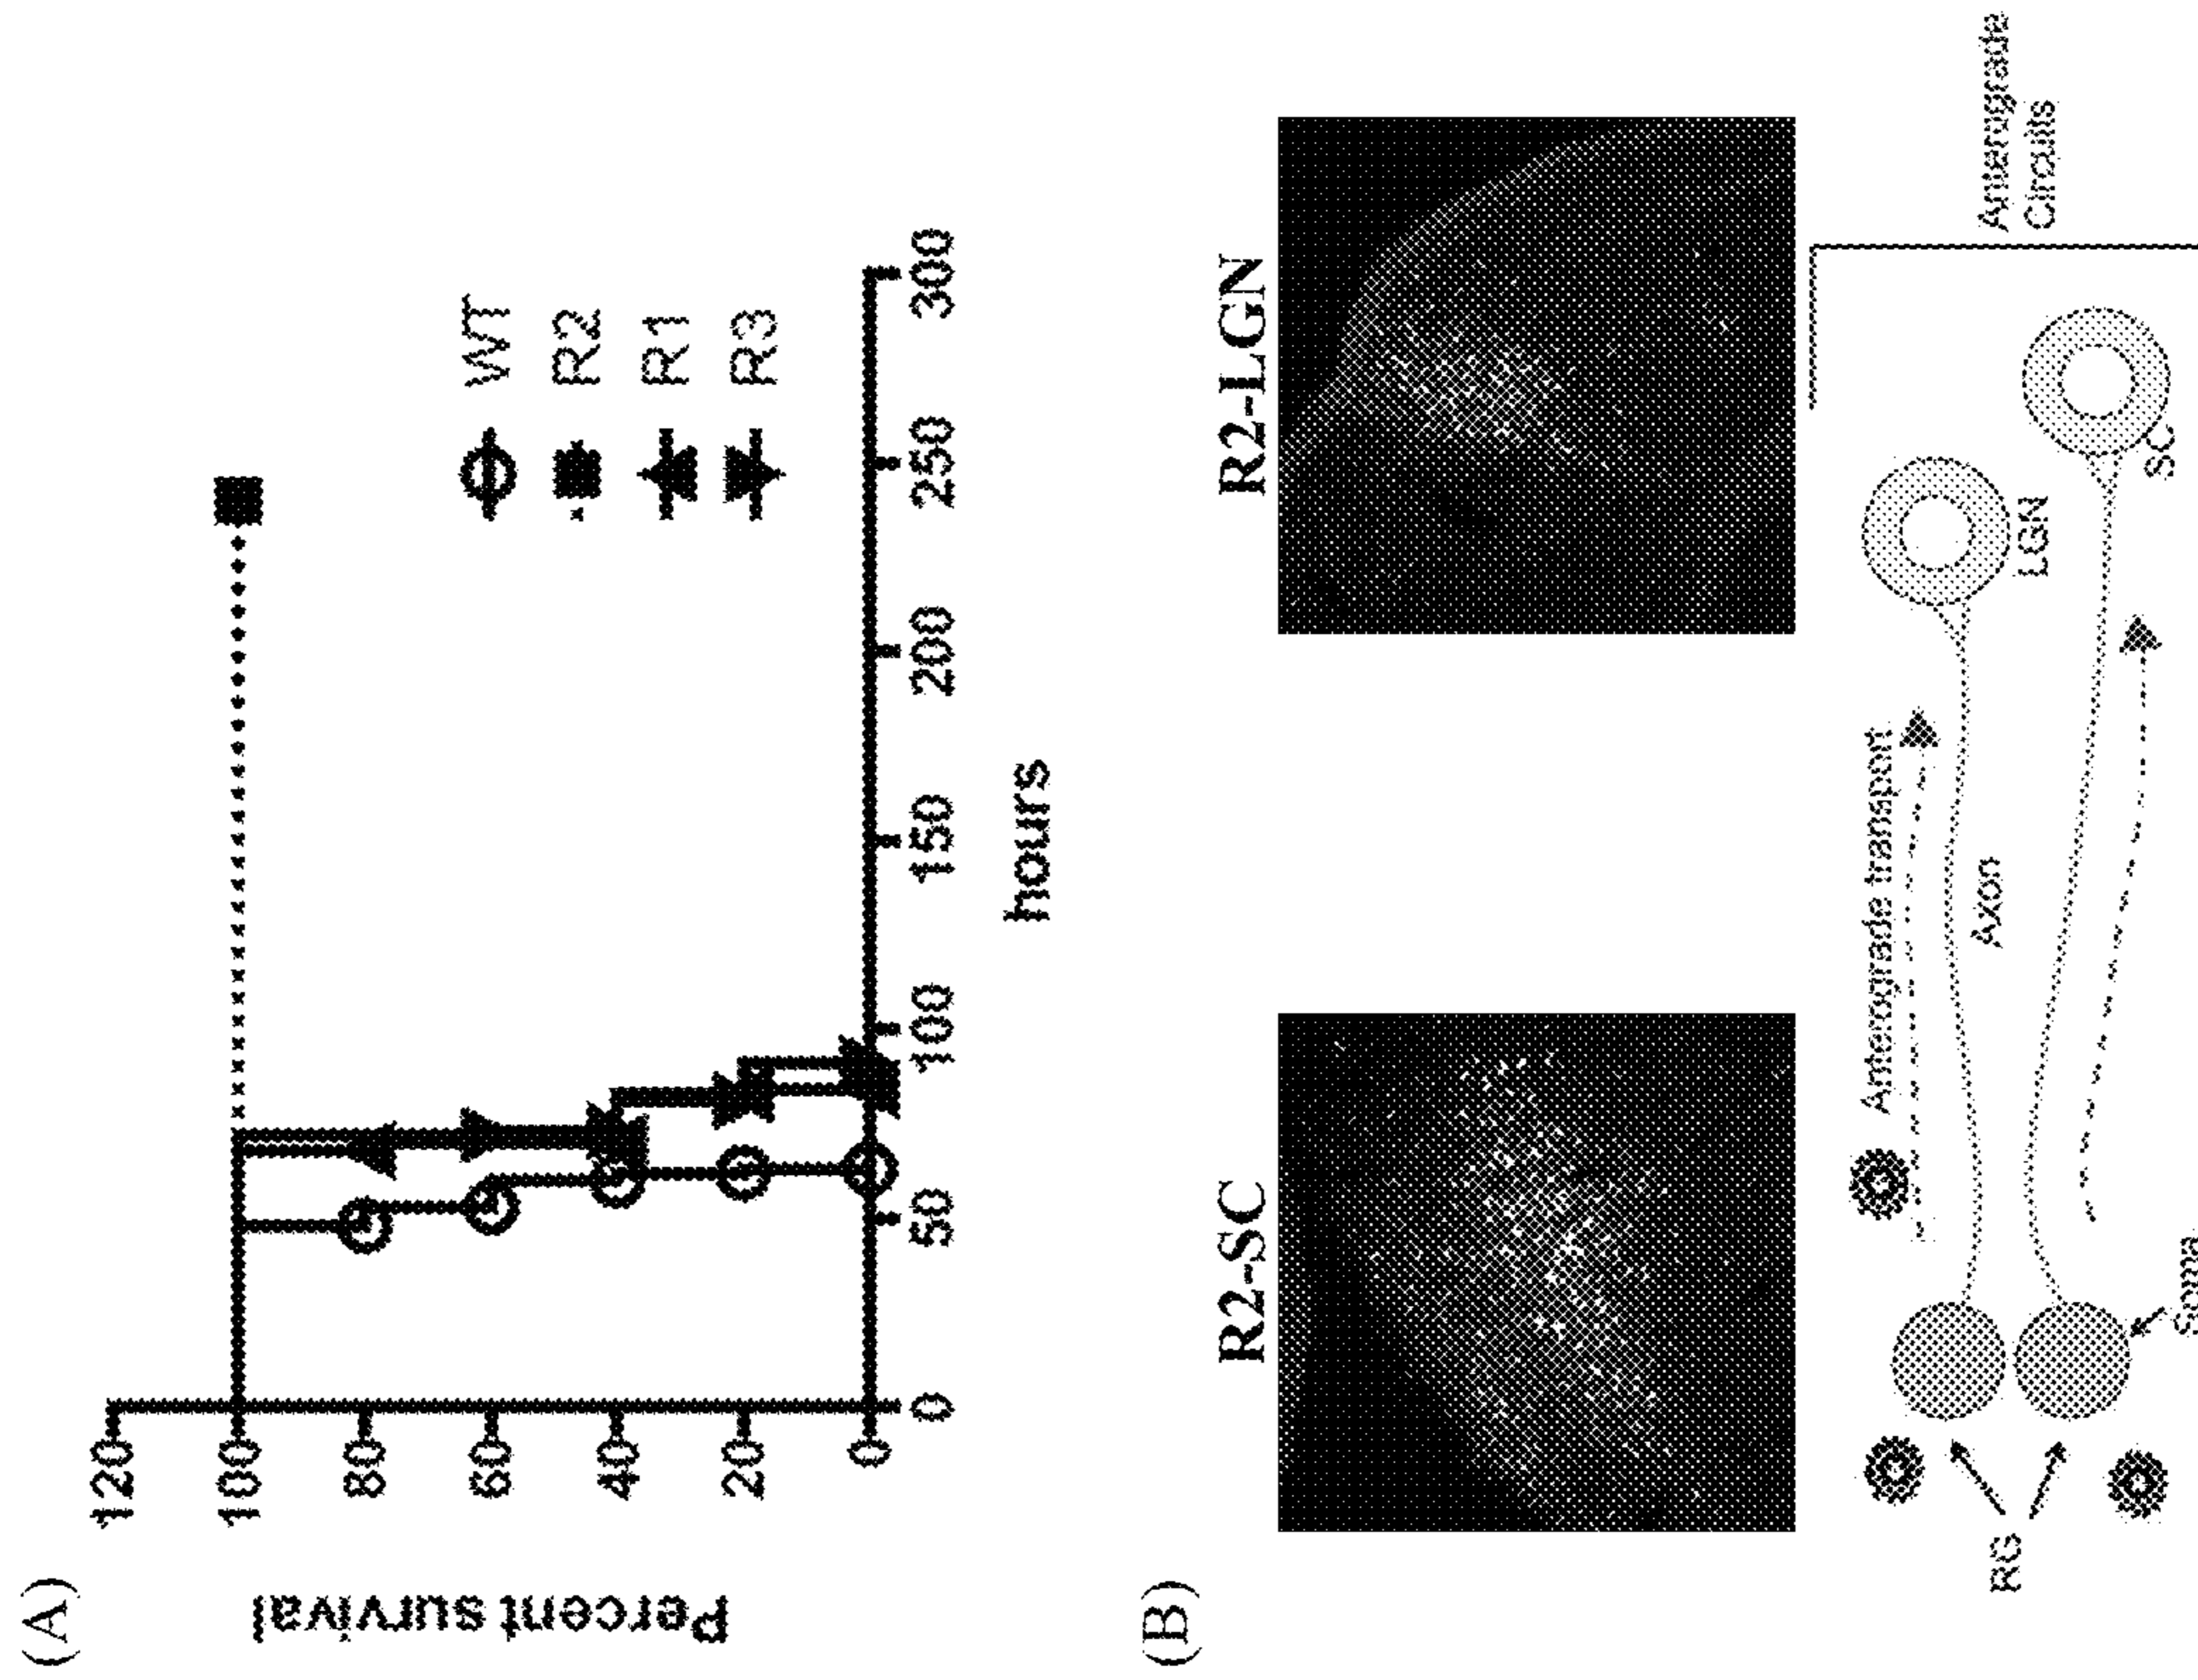 (A)
Percent survival
120
100
80
60
40
20
0
0
50
100
150
200
250
300
hours
WT
R2
R1
R3
(B)
R2-SC
R2-LGN
RG
Soma
Anterograde transport
Axon
LGN
SC
Anterograde
Circuits